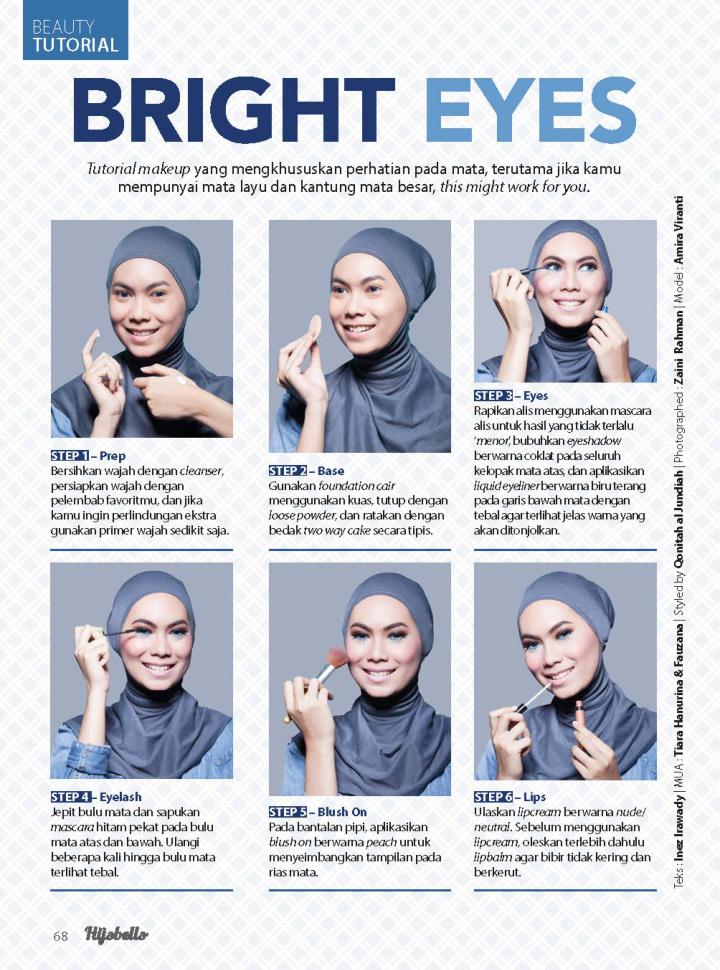 BEAUTY
TUTORIAL
BRIGHT EYES
Tutorial makeup yang mengkhususkan perhatian pada mata, terutama jika kamu
mempunyai mata layu dan kantung mata besar, this might work for you.
STEP 1 – Prep
Bersihkan wajah dengan cleanser,
persiapkan wajah dengan
pelembab favoritmu, dan jika
kamu ingin perlindungan ekstra
gunakan primer wajah sedikit saja.
STEP 2 – Base
Gunakan foundation cair
menggunakan kuas, tutup dengan
loose powder, dan ratakan dengan
bedak two way cake secara tipis.
STEP 3 – Eyes
Rapikan alis menggunakan mascara
alis untuk hasil yang tidak terlalu
‘menor’, bubuhkan eyeshadow
berwarna coklat pada seluruh
kelopak mata atas, dan aplikasikan
liquid eyeliner berwarna biru terang
pada garis bawah mata dengan
tebal agar terlihat jelas warna yang
akan ditonjolkan.
STEP 4 – Eyelash
Jepit bulu mata dan sapukan
mascara hitam pekat pada bulu
mata atas dan bawah. Ulangi
beberapa kali hingga bulu mata
terlihat tebal.
STEP 5 – Blush On
Pada bantalan pipi, aplikasikan
blush on berwarna peach untuk
menyeimbangkan tampilan pada
rias mata.
STEP 6 – Lips
Ulaskan lipcream berwarna nude/
neutral. Sebelum menggunakan
lipcream, oleskan terlebih dahulu
lipbalm agar bibir tidak kering dan
berkerut.
Teks : Inez Irawady | MUA : Tiara Hanurina & Fauzana | Styled by Qonitah al Jundiah | Photographed : Zaini Rahman | Model : Amira Viranti
68 Hijabella